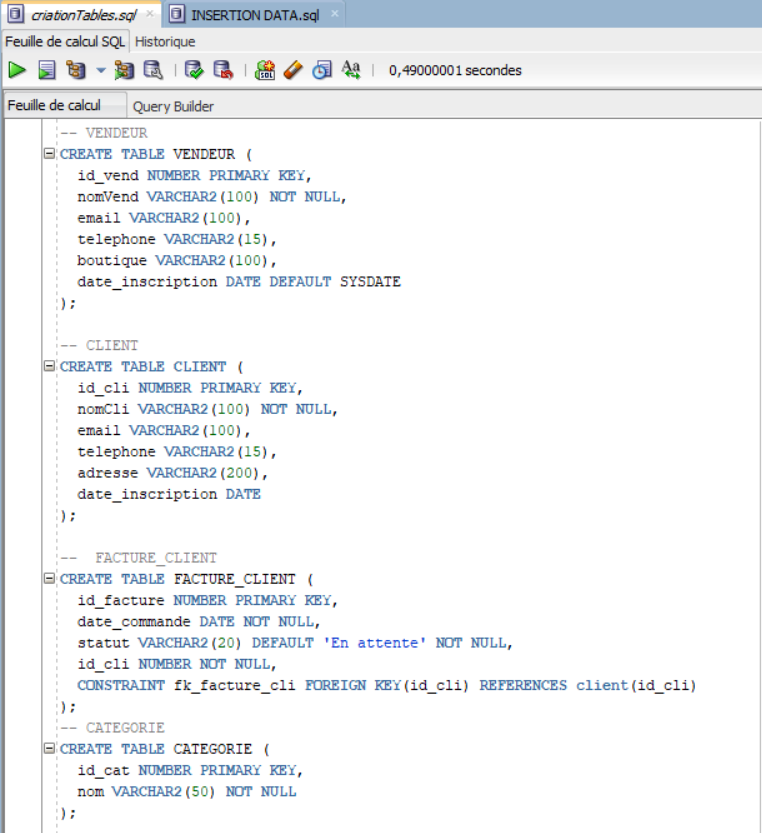 criationTables.sql × INSERTION DATA.sql ×
Feuille de calcul SQL Historique
SQL Aa 0,49000001 secondes
Feuille de calcul Query Builder
-- VENDEUR
CREATE TABLE VENDEUR (
id_vend NUMBER PRIMARY KEY,
nomVend VARCHAR2(100) NOT NULL,
email VARCHAR2(100),
telephone VARCHAR2(15),
boutique VARCHAR2(100),
date_inscription DATE DEFAULT SYSDATE
);
-- CLIENT
CREATE TABLE CLIENT (
id_cli NUMBER PRIMARY KEY,
nomCli VARCHAR2(100) NOT NULL,
email VARCHAR2(100),
telephone VARCHAR2(15),
adresse VARCHAR2(200),
date_inscription DATE
);
-- FACTURE_CLIENT
CREATE TABLE FACTURE_CLIENT (
id_facture NUMBER PRIMARY KEY,
date_commande DATE NOT NULL,
statut VARCHAR2(20) DEFAULT 'En attente' NOT NULL,
id_cli NUMBER NOT NULL,
CONSTRAINT fk_facture_cli FOREIGN KEY(id_cli) REFERENCES client(id_cli)
);
-- CATEGORIE
CREATE TABLE CATEGORIE (
id_cat NUMBER PRIMARY KEY,
nom VARCHAR2(50) NOT NULL
);